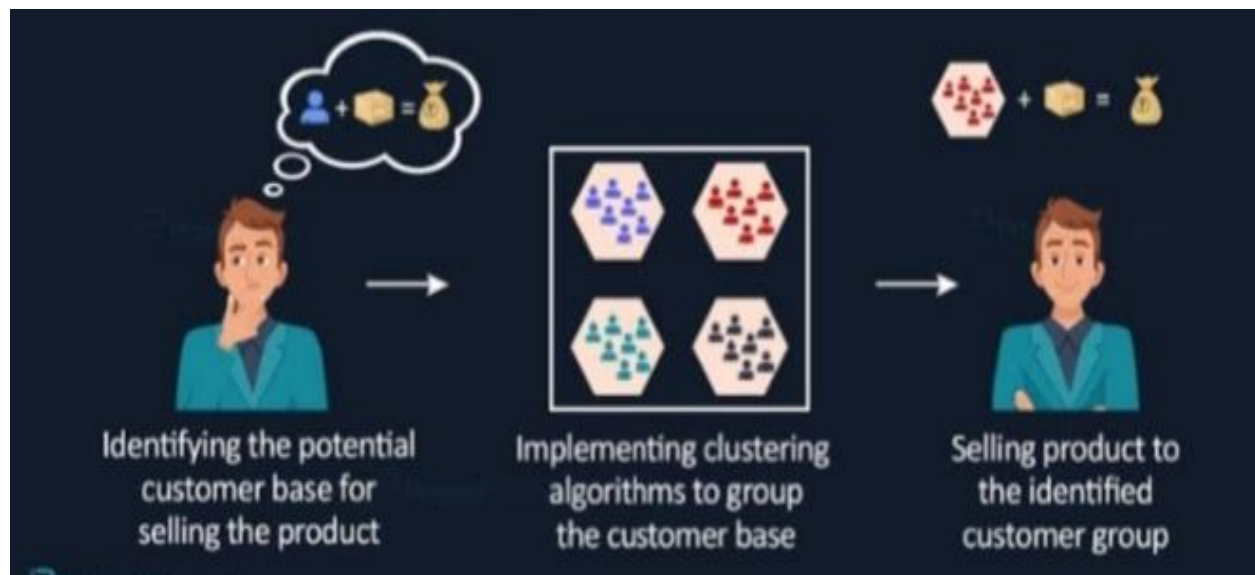 Identifying the potential
customer base for
selling the product
Implementing clustering
algorithms to group
the customer base
Selling product to
the identified
customer group